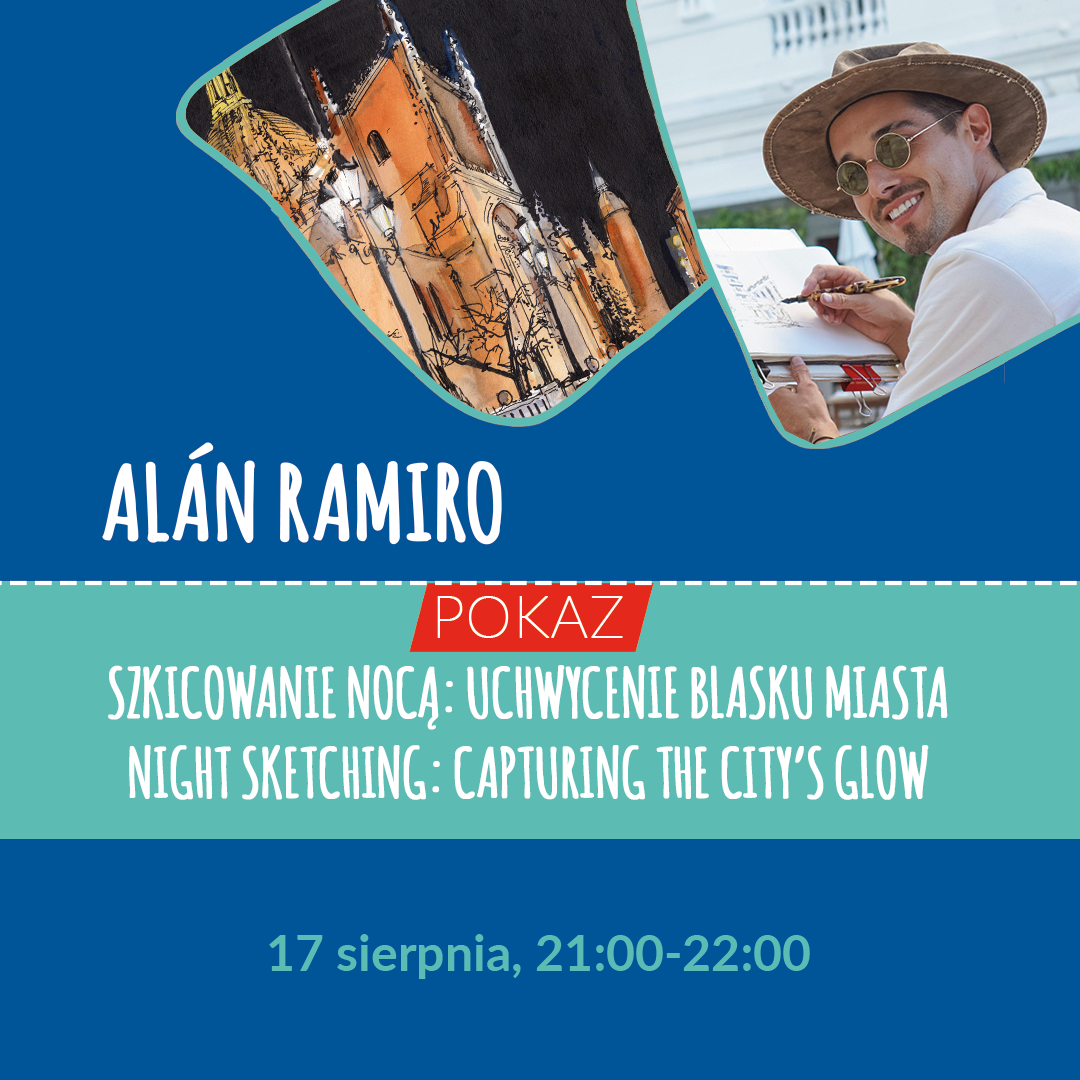 ALÁN RAMIRO
POKAZ
SZKICOWANIE NOCĄ: UCHWYCENIE BLASKU MIASTA
NIGHT SKETCHING: CAPTURING THE CITY'S GLOW
17 sierpnia, 21:00-22:00